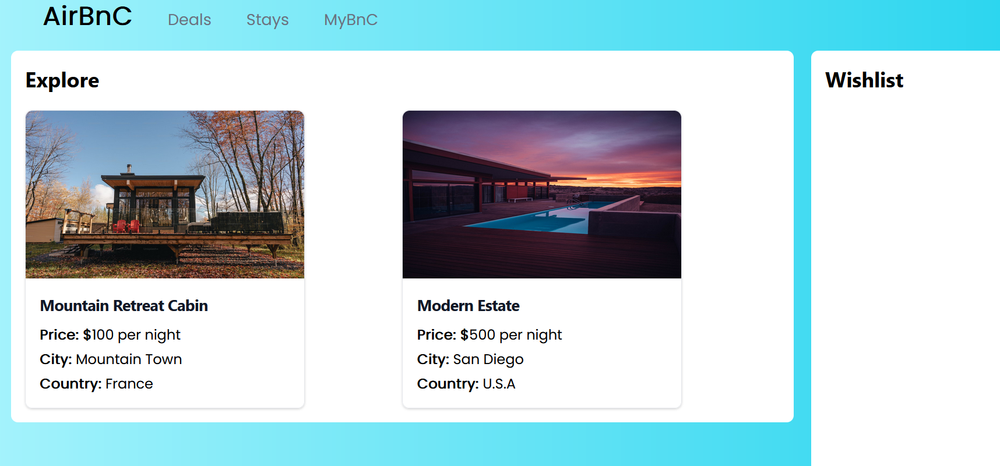 AirBnC
Deals
Stays
MyBnC
Explore
Mountain Retreat Cabin
Price: $100 per night
City: Mountain Town
Country: France
Modern Estate
Price: $500 per night
City: San Diego
Country: U.S.A
Wishlist